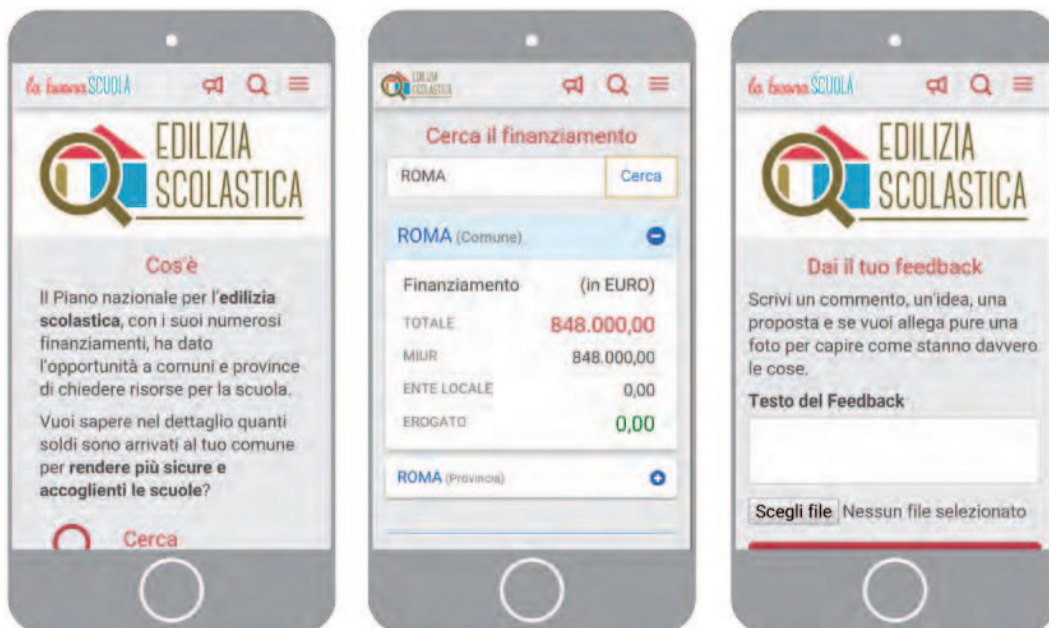 la buona SCUOLA
EDILIZIA
SCOLASTICA
Cos'è
Il Piano nazionale per l'edilizia
scolastica, con i suoi numerosi
finanziamenti, ha dato
l'opportunità a comuni e province
di chiedere risorse per la scuola.
Vuoi sapere nel dettaglio quanti
soldi sono arrivati al tuo comune
per rendere più sicure e
accoglienti le scuole?
Cerca
EDILIZIA
SCOLASTICA
Cerca il finanziamento
ROMA Cerca
ROMA (Comune)
Finanziamento (in EURO)
TOTALE 848.000,00
MIUR 848.000,00
ENTE LOCALE 0,00
EROGATO 0,00
ROMA (Provincia)
la buona SCUOLA
EDILIZIA
SCOLASTICA
Dai il tuo feedback
Scrivi un commento, un'idea, una
proposta e se vuoi allega pure una
foto per capire come stanno davvero
le cose.
Testo del Feedback
Scegli file Nessun file selezionato